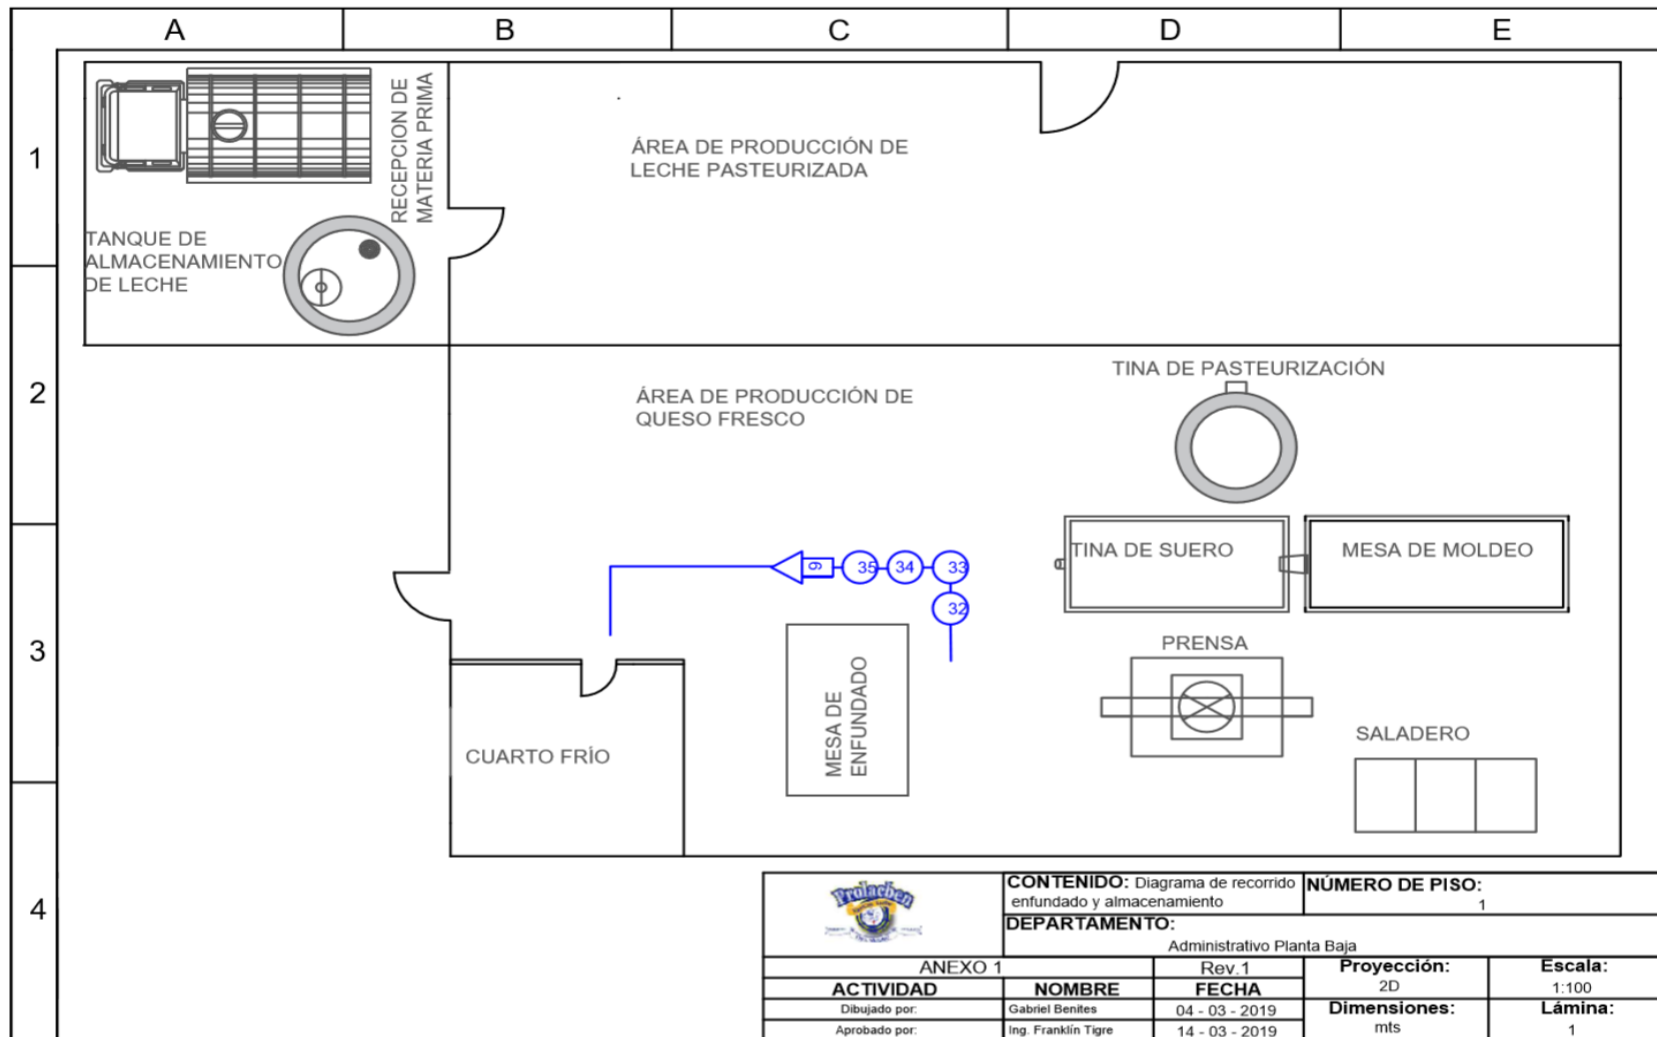 A B C D E
1
2
3
4
RECEPCION DE
MATERIA PRIMA
TANQUE DE
ALMACENAMIENTO
DE LECHE
ÁREA DE PRODUCCIÓN DE
LECHE PASTEURIZADA
ÁREA DE PRODUCCIÓN DE
QUESO FRESCO
TINA DE PASTEURIZACIÓN
TINA DE SUERO
MESA DE MOLDEO
9 35 34 33
32
PRENSA
MESA DE
ENFUNDADO
SALADERO
CUARTO FRÍO
Prolacben
CONTENIDO: Diagrama de recorrido
enfundado y almacenamiento
NÚMERO DE PISO:
1
DEPARTAMENTO:
Administrativo Planta Baja
ANEXO 1
Rev.1
Proyección:
2D
Escala:
1:100
ACTIVIDAD NOMBRE FECHA
Dibujado por: Gabriel Benites 04 - 03 - 2019
Aprobado por: Ing. Franklín Tigre 14 - 03 - 2019
Dimensiones:
mts
Lámina:
1